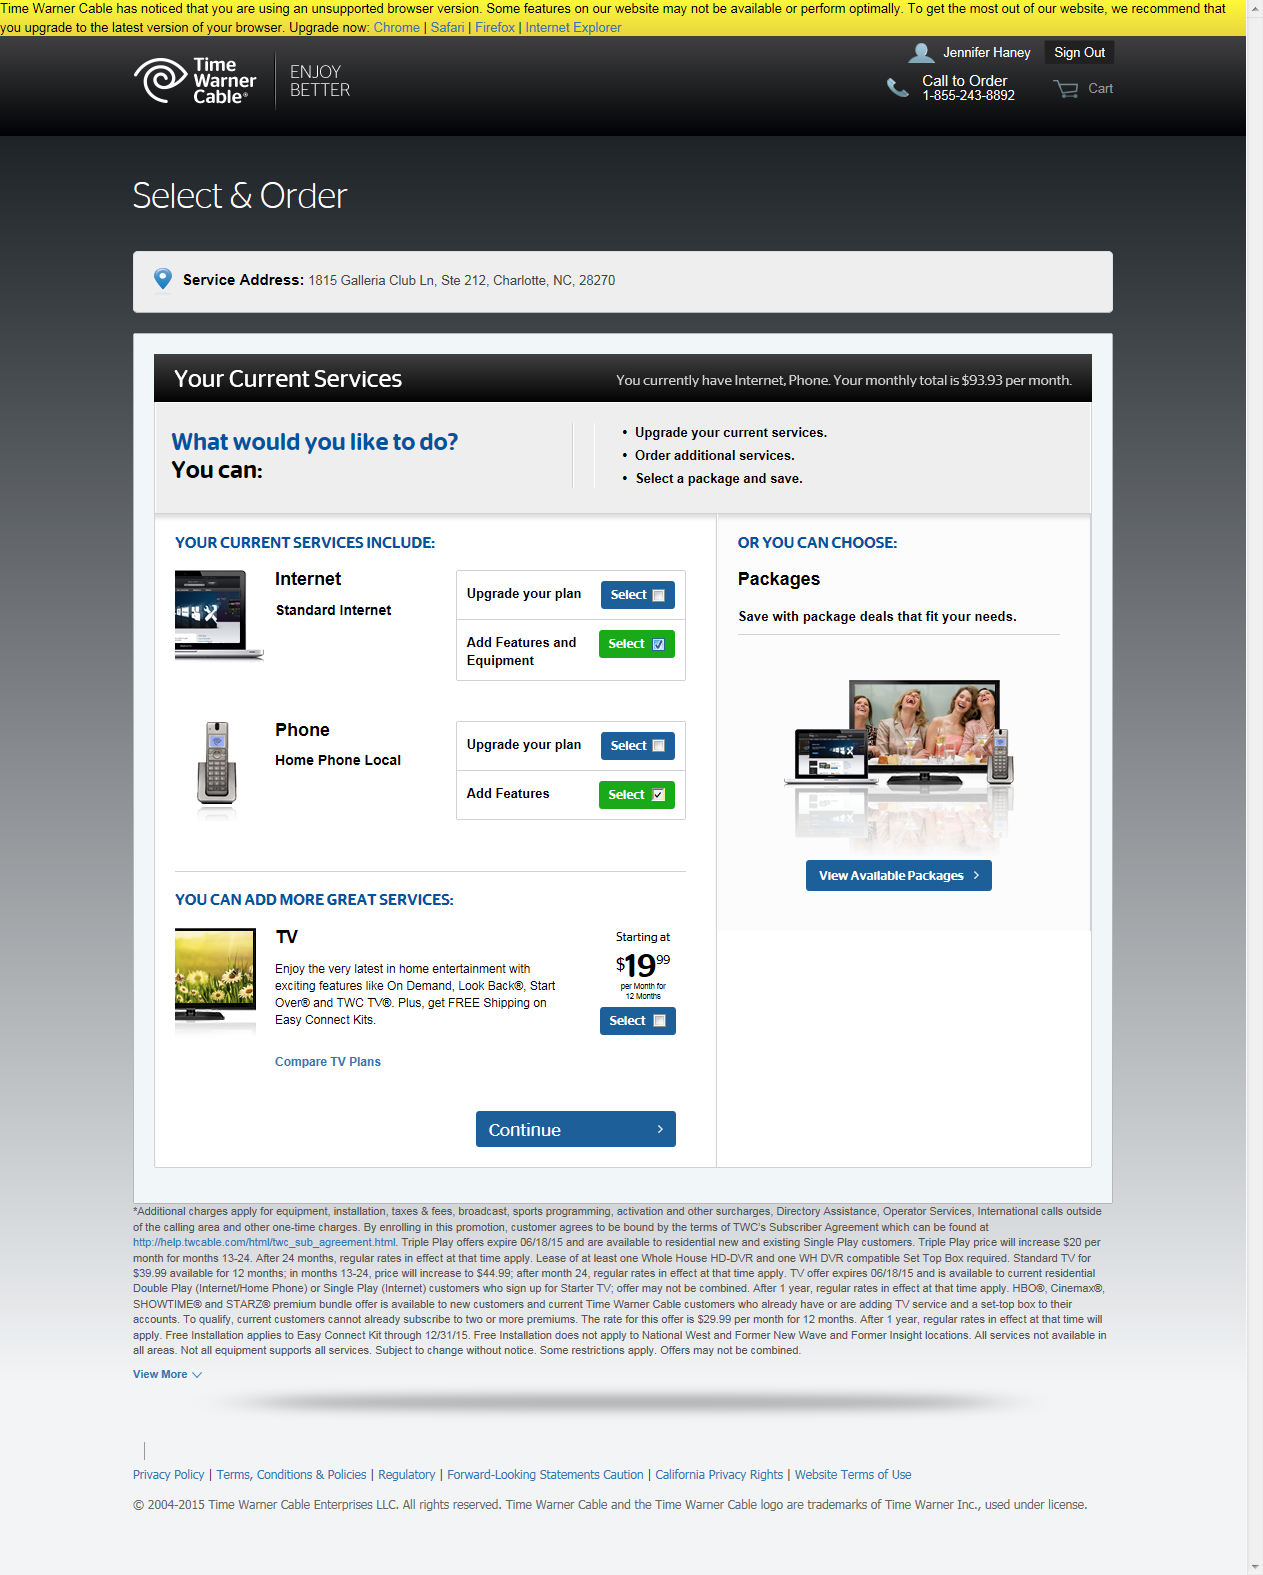 Time Warner Cable has noticed that you are using an unsupported browser version. Some features on our website may not be available or perform optimally. To get the most out of our website, we recommend that
you upgrade to the latest version of your browser. Upgrade now: Chrome | Safari | Firefox | Internet Explorer
Jennifer Haney Sign Out
Time
Warner
Cable®
ENJOY
BETTER
Call to Order
1-855-243-8892
Cart
Select & Order
Service Address: 1815 Galleria Club Ln, Ste 212, Charlotte, NC, 28270
Your Current Services
You currently have Internet, Phone. Your monthly total is $93.93 per month.
What would you like to do?
You can:
• Upgrade your current services.
• Order additional services.
• Select a package and save.
YOUR CURRENT SERVICES INCLUDE:
Internet
Standard Internet
Upgrade your plan Select
Add Features and
Equipment
Select
Phone
Home Phone Local
Upgrade your plan Select
Add Features Select
YOU CAN ADD MORE GREAT SERVICES:
TV
Enjoy the very latest in home entertainment with
exciting features like On Demand, Look Back®, Start
Over® and TWC TV®. Plus, get FREE Shipping on
Easy Connect Kits.
Compare TV Plans
Starting at
$19 99
per Month for
12 Months
Select
Continue
OR YOU CAN CHOOSE:
Packages
Save with package deals that fit your needs.
View Available Packages
*Additional charges apply for equipment, installation, taxes & fees, broadcast, sports programming, activation and other surcharges, Directory Assistance, Operator Services, International calls outside
of the calling area and other one-time charges. By enrolling in this promotion, customer agrees to be bound by the terms of TWC's Subscriber Agreement which can be found at
http://help.twcable.com/html/twc_sub_agreement.html. Triple Play offers expire 06/18/15 and are available to residential new and existing Single Play customers. Triple Play price will increase $20 per
month for months 13-24. After 24 months, regular rates in effect at that time apply. Lease of at least one Whole House HD-DVR and one WH DVR compatible Set Top Box required. Standard TV for
$39.99 available for 12 months; in months 13-24, price will increase to $44.99; after month 24, regular rates in effect at that time apply. TV offer expires 06/18/15 and is available to current residential
Double Play (Internet/Home Phone) or Single Play (Internet) customers who sign up for Starter TV; offer may not be combined. After 1 year, regular rates in effect at that time apply. HBO®, Cinemax®,
SHOWTIME® and STARZ® premium bundle offer is available to new customers and current Time Warner Cable customers who already have or are adding TV service and a set-top box to their
accounts. To qualify, current customers cannot already subscribe to two or more premiums. The rate for this offer is $29.99 per month for 12 months. After 1 year, regular rates in effect at that time will
apply. Free Installation applies to Easy Connect Kit through 12/31/15. Free Installation does not apply to National West and Former New Wave and Former Insight locations. All services not available in
all areas. Not all equipment supports all services. Subject to change without notice. Some restrictions apply. Offers may not be combined.
View More
Privacy Policy | Terms, Conditions & Policies | Regulatory | Forward-Looking Statements Caution | California Privacy Rights | Website Terms of Use
© 2004-2015 Time Warner Cable Enterprises LLC. All rights reserved. Time Warner Cable and the Time Warner Cable logo are trademarks of Time Warner Inc., used under license.